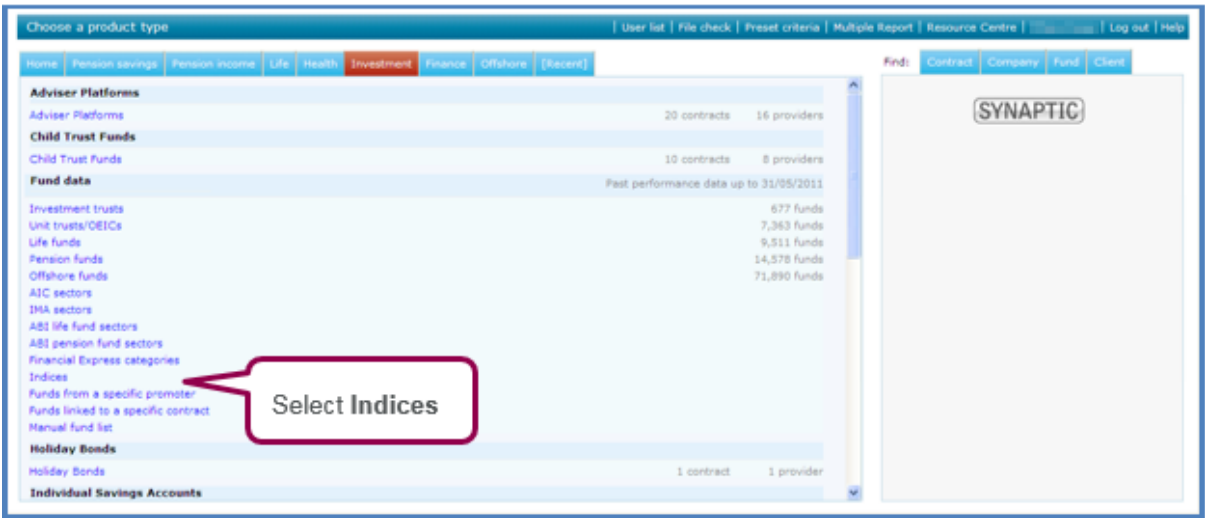 Choose a product type | User list | File check | Preset criteria | Multiple Report | Resource Centre | | Log out | Help
Home Pension savings Pension income Life Health Investment Finance Offshore [Recent] Find: Contract Company Fund Client
Adviser Platforms
Adviser Platforms 20 contracts 16 providers
Child Trust Funds
Child Trust Funds 10 contracts 8 providers
Fund data Past performance data up to 31/05/2011
Investment trusts 677 funds
Unit trusts/OEICs 7,363 funds
Life funds 9,511 funds
Pension funds 14,578 funds
Offshore funds 71,890 funds
AIC sectors
IMA sectors
ABI life fund sectors
ABI pension fund sectors
Financial Express categories
Indices
Funds from a specific promoter
Funds linked to a specific contract
Manual fund list
Select Indices
Holiday Bonds
Holiday Bonds 1 contract 1 provider
Individual Savings Accounts
SYNAPTIC